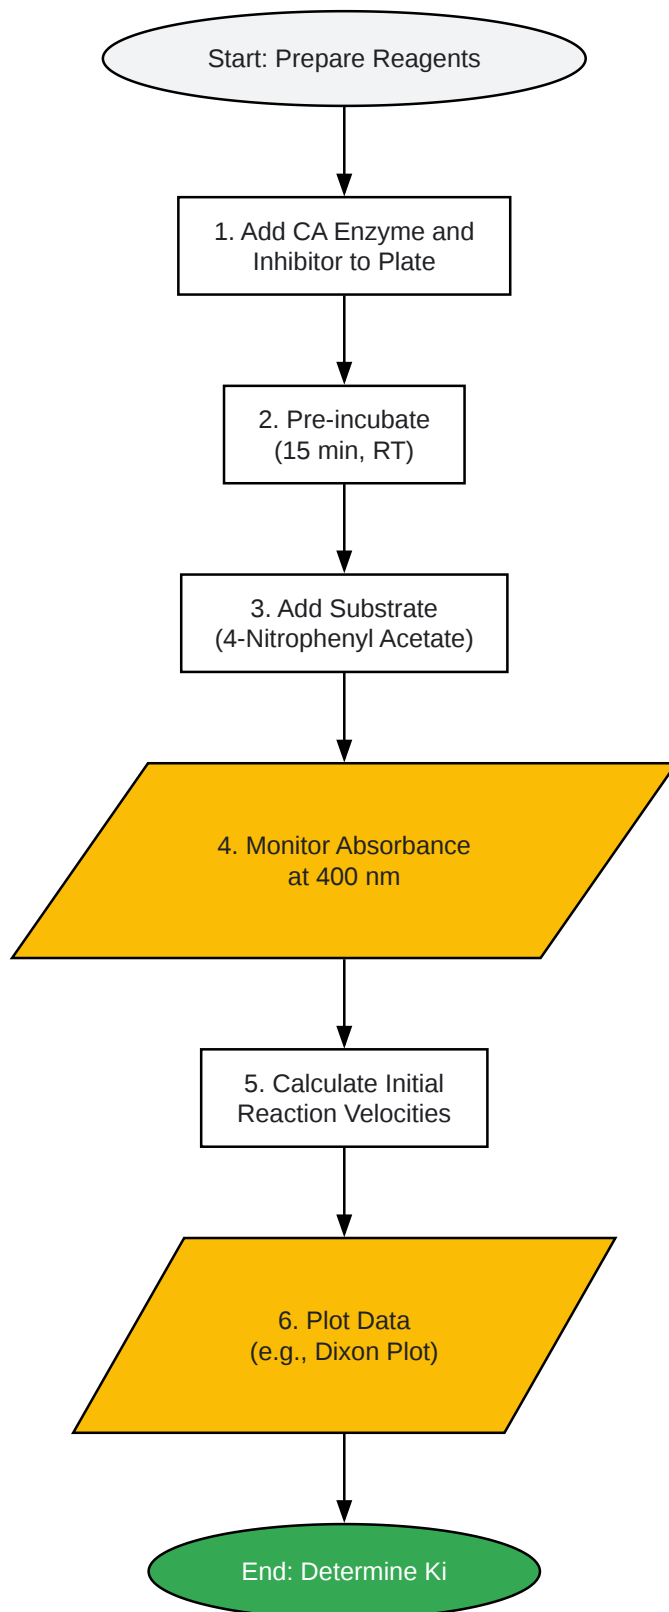 Start: Prepare Reagents
1. Add CA Enzyme and
Inhibitor to Plate
2. Pre-incubate
(15 min, RT)
3. Add Substrate
(4-Nitrophenyl Acetate)
4. Monitor Absorbance
at 400 nm
5. Calculate Initial
Reaction Velocities
6. Plot Data
(e.g., Dixon Plot)
End: Determine Ki